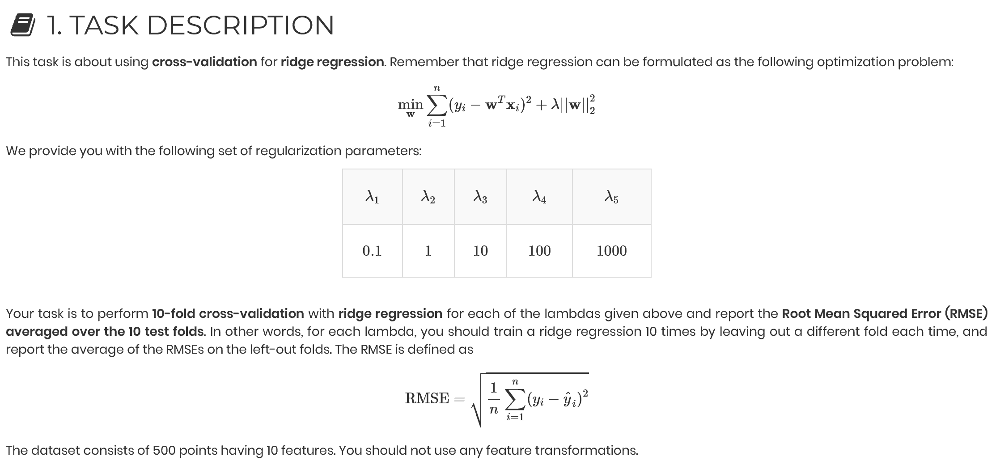 1. TASK DESCRIPTION
This task is about using cross-validation for ridge regression. Remember that ridge regression can be formulated as the following optimization problem:
$\min_{\mathbf{w}} \sum_{i=1}^{n} (y_i - \mathbf{w}^T \mathbf{x}_i)^2 + \lambda ||\mathbf{w}||_2^2$
We provide you with the following set of regularization parameters:
λ₁ λ₂ λ₃ λ₄ λ₅
0.1 1 10 100 1000
Your task is to perform 10-fold cross-validation with ridge regression for each of the lambdas given above and report the Root Mean Squared Error (RMSE)
averaged over the 10 test folds. In other words, for each lambda, you should train a ridge regression 10 times by leaving out a different fold each time, and
report the average of the RMSEs on the left-out folds. The RMSE is defined as
$\text{RMSE} = \sqrt{\frac{1}{n} \sum_{i=1}^{n} (y_i - \hat{y}_i)^2}$
The dataset consists of 500 points having 10 features. You should not use any feature transformations.